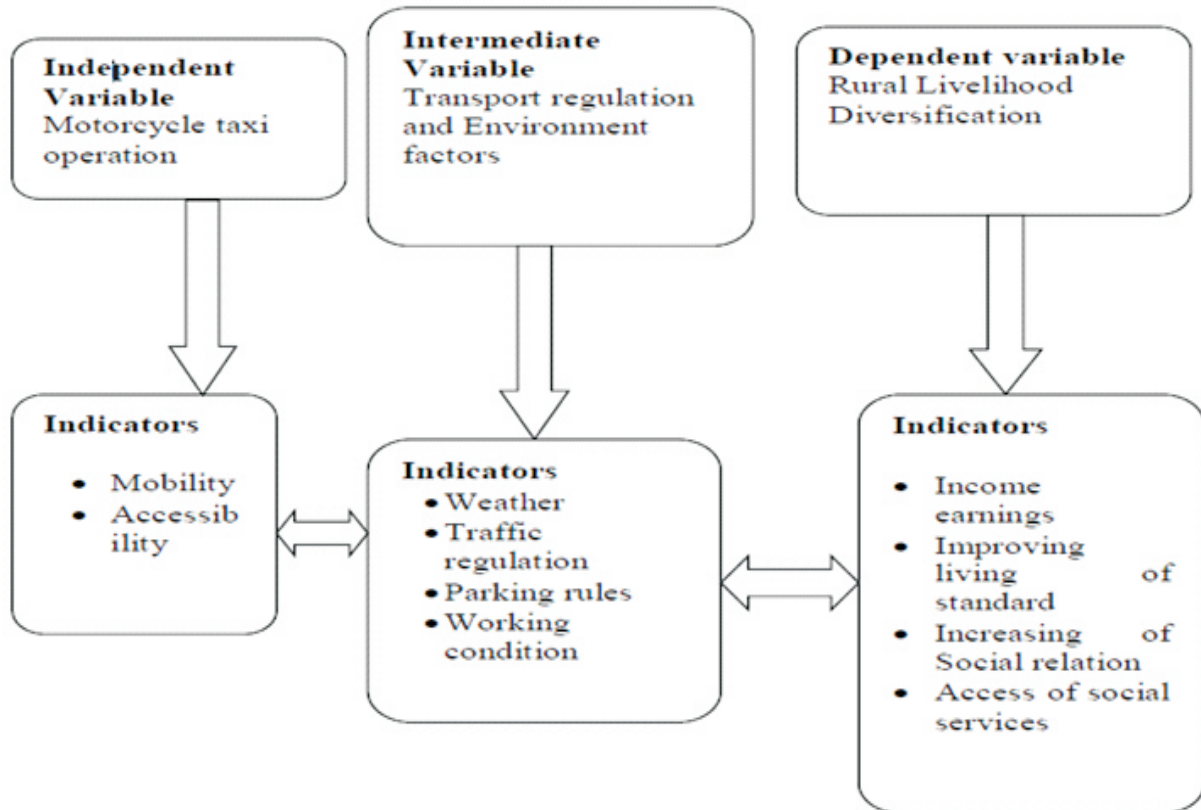 Independent
Variable
Motorcycle taxi
operation
Intermediate
Variable
Transport regulation
and Environment
factors
Dependent variable
Rural Livelihood
Diversification
Indicators
• Mobility
• Accessib
ility
Indicators
• Weather
• Traffic
regulation
• Parking rules
• Working
condition
Indicators
• Income
earnings
• Improving
living of
standard
• Increasing of
Social relation
• Access of social
services